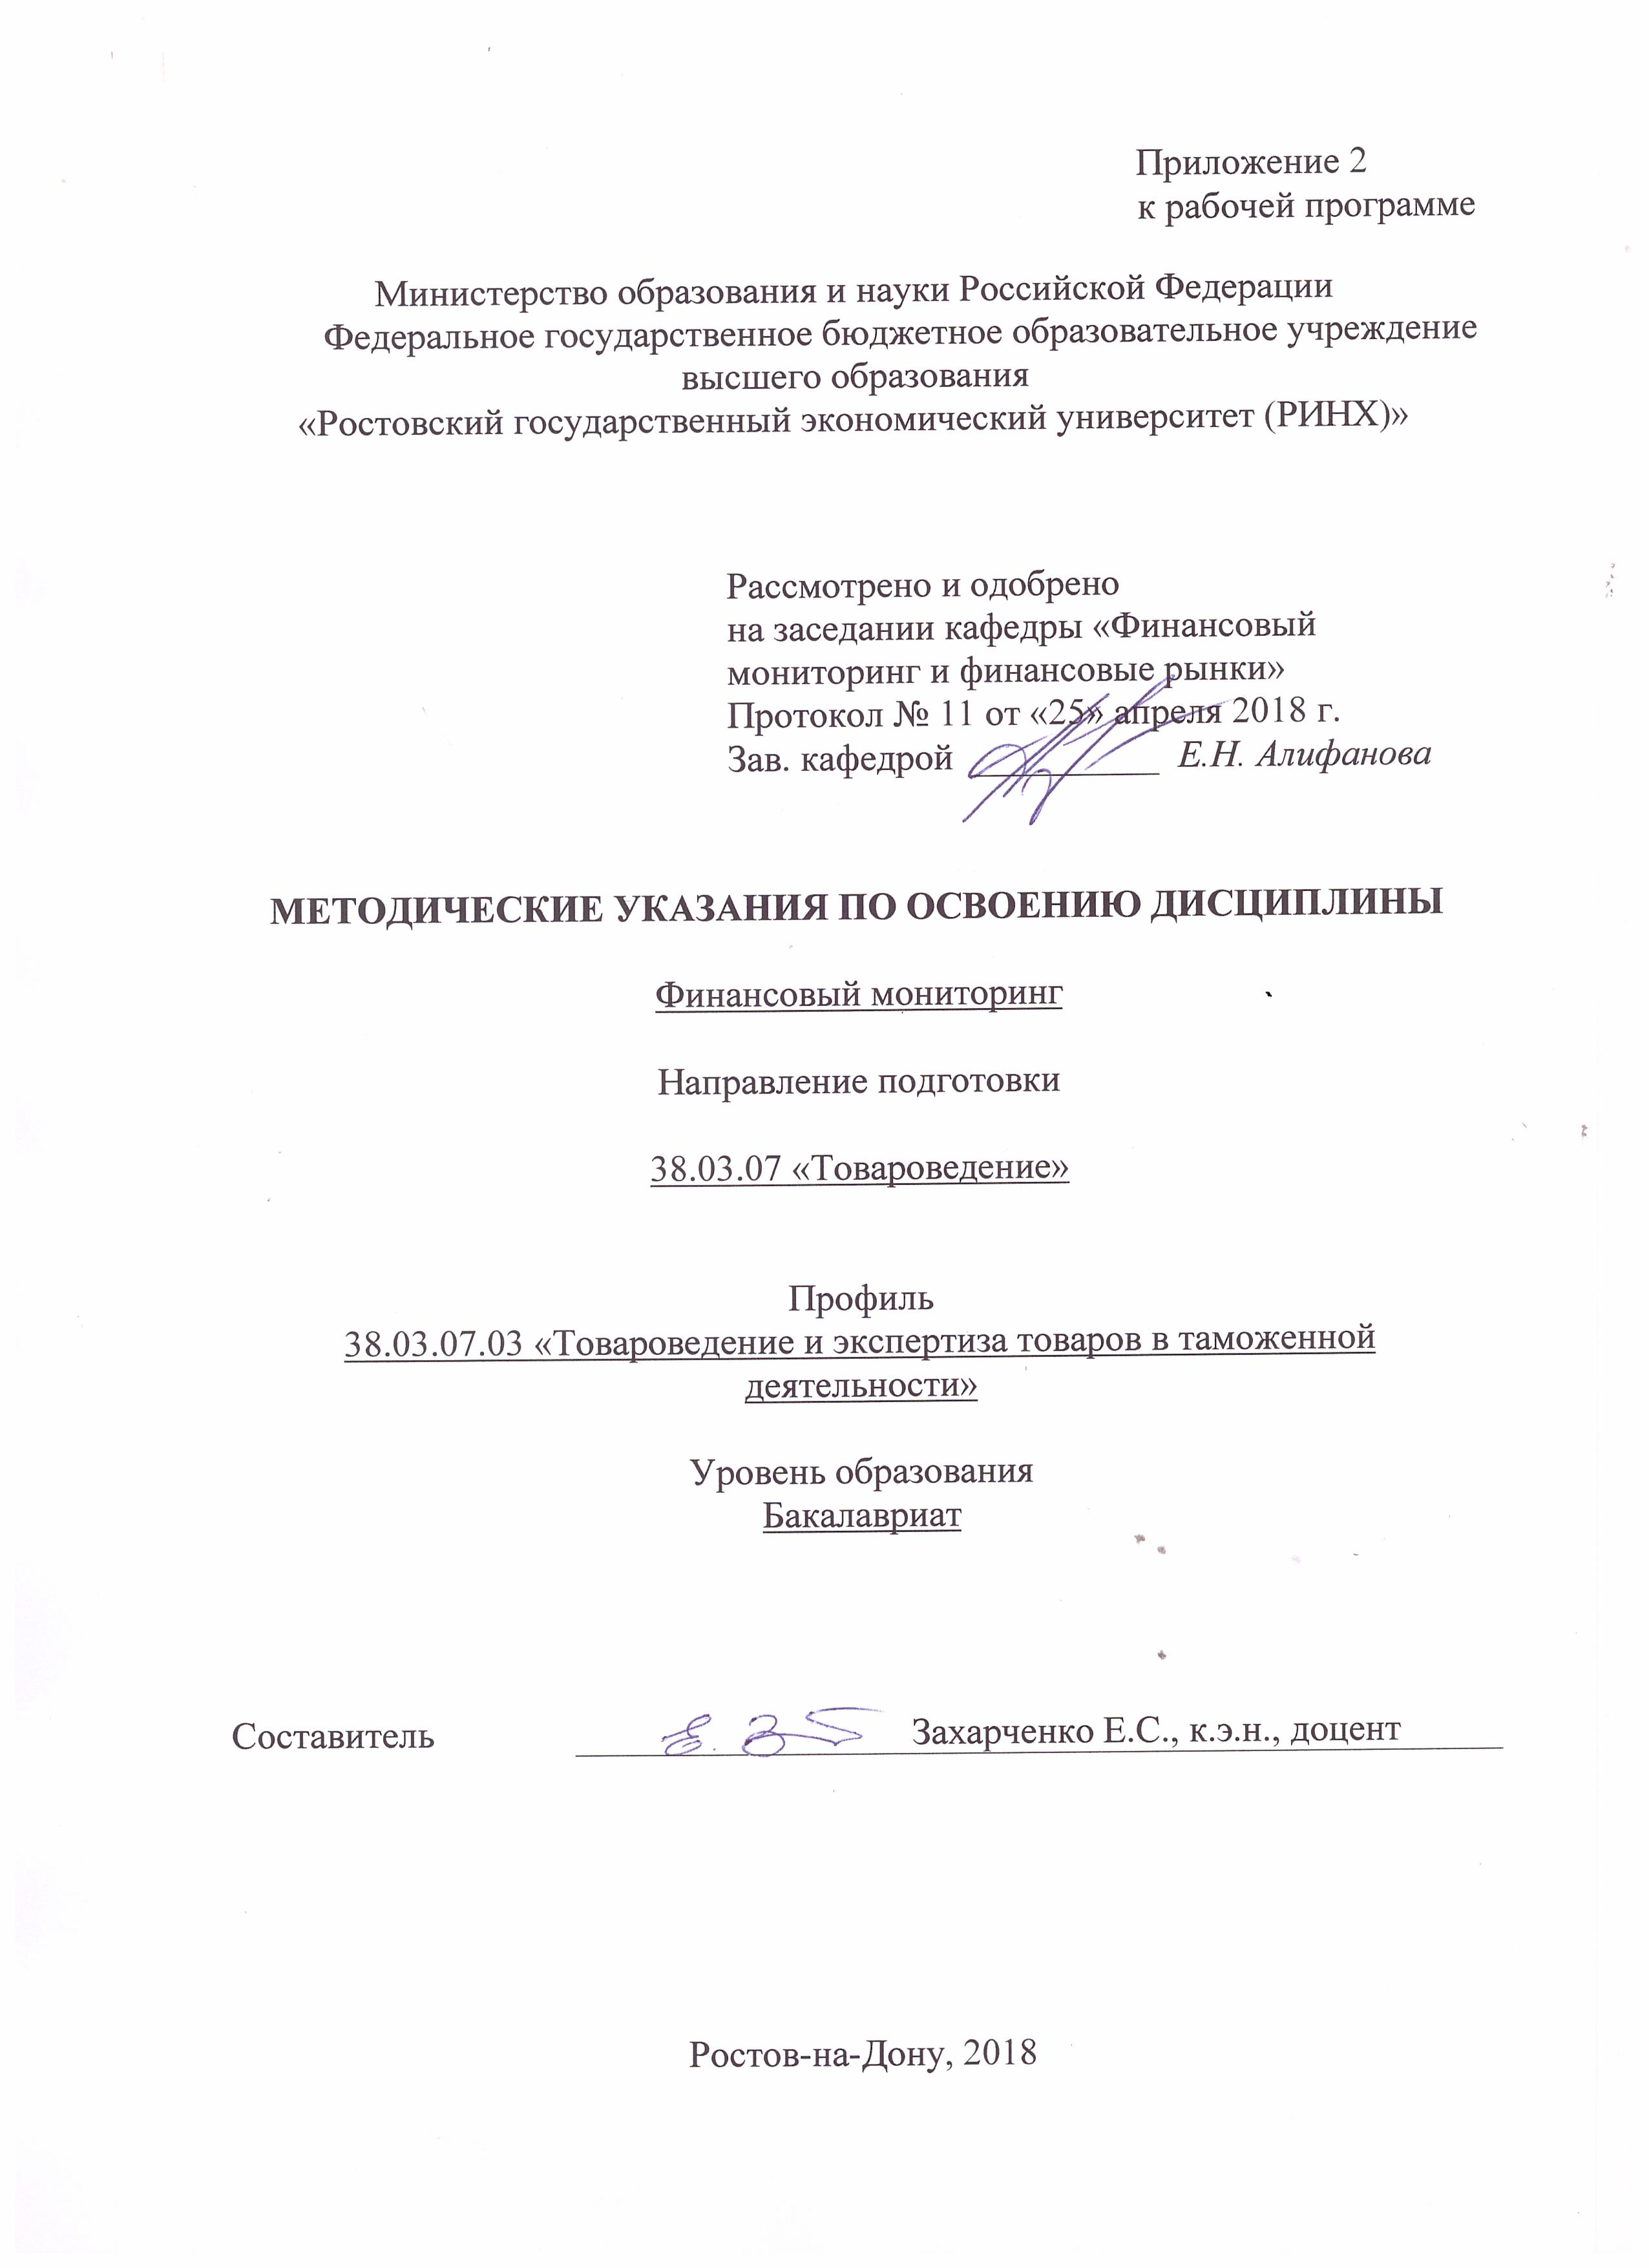 Приложение 2
к рабочей программе
Министерство образования и науки Российской Федерации
Федеральное государственное бюджетное образовательное учреждение
высшего образования
«Ростовский государственный экономический университет (РИНХ)»
Рассмотрено и одобрено
на заседании кафедры «Финансовый
мониторинг и финансовые рынки»
Протокол № 11 от «25» апреля 2018 г.
Зав. кафедрой __________ Е.Н. Алифанова
МЕТОДИЧЕСКИЕ УКАЗАНИЯ ПО ОСВОЕНИЮ ДИСЦИПЛИНЫ
Финансовый мониторинг
Направление подготовки
38.03.07 «Товароведение»
Профиль
38.03.07.03 «Товароведение и экспертиза товаров в таможенной
деятельности»
Уровень образования
Бакалавриат
Составитель Захарченко Е.С., к.э.н., доцент
Ростов-на-Дону, 2018